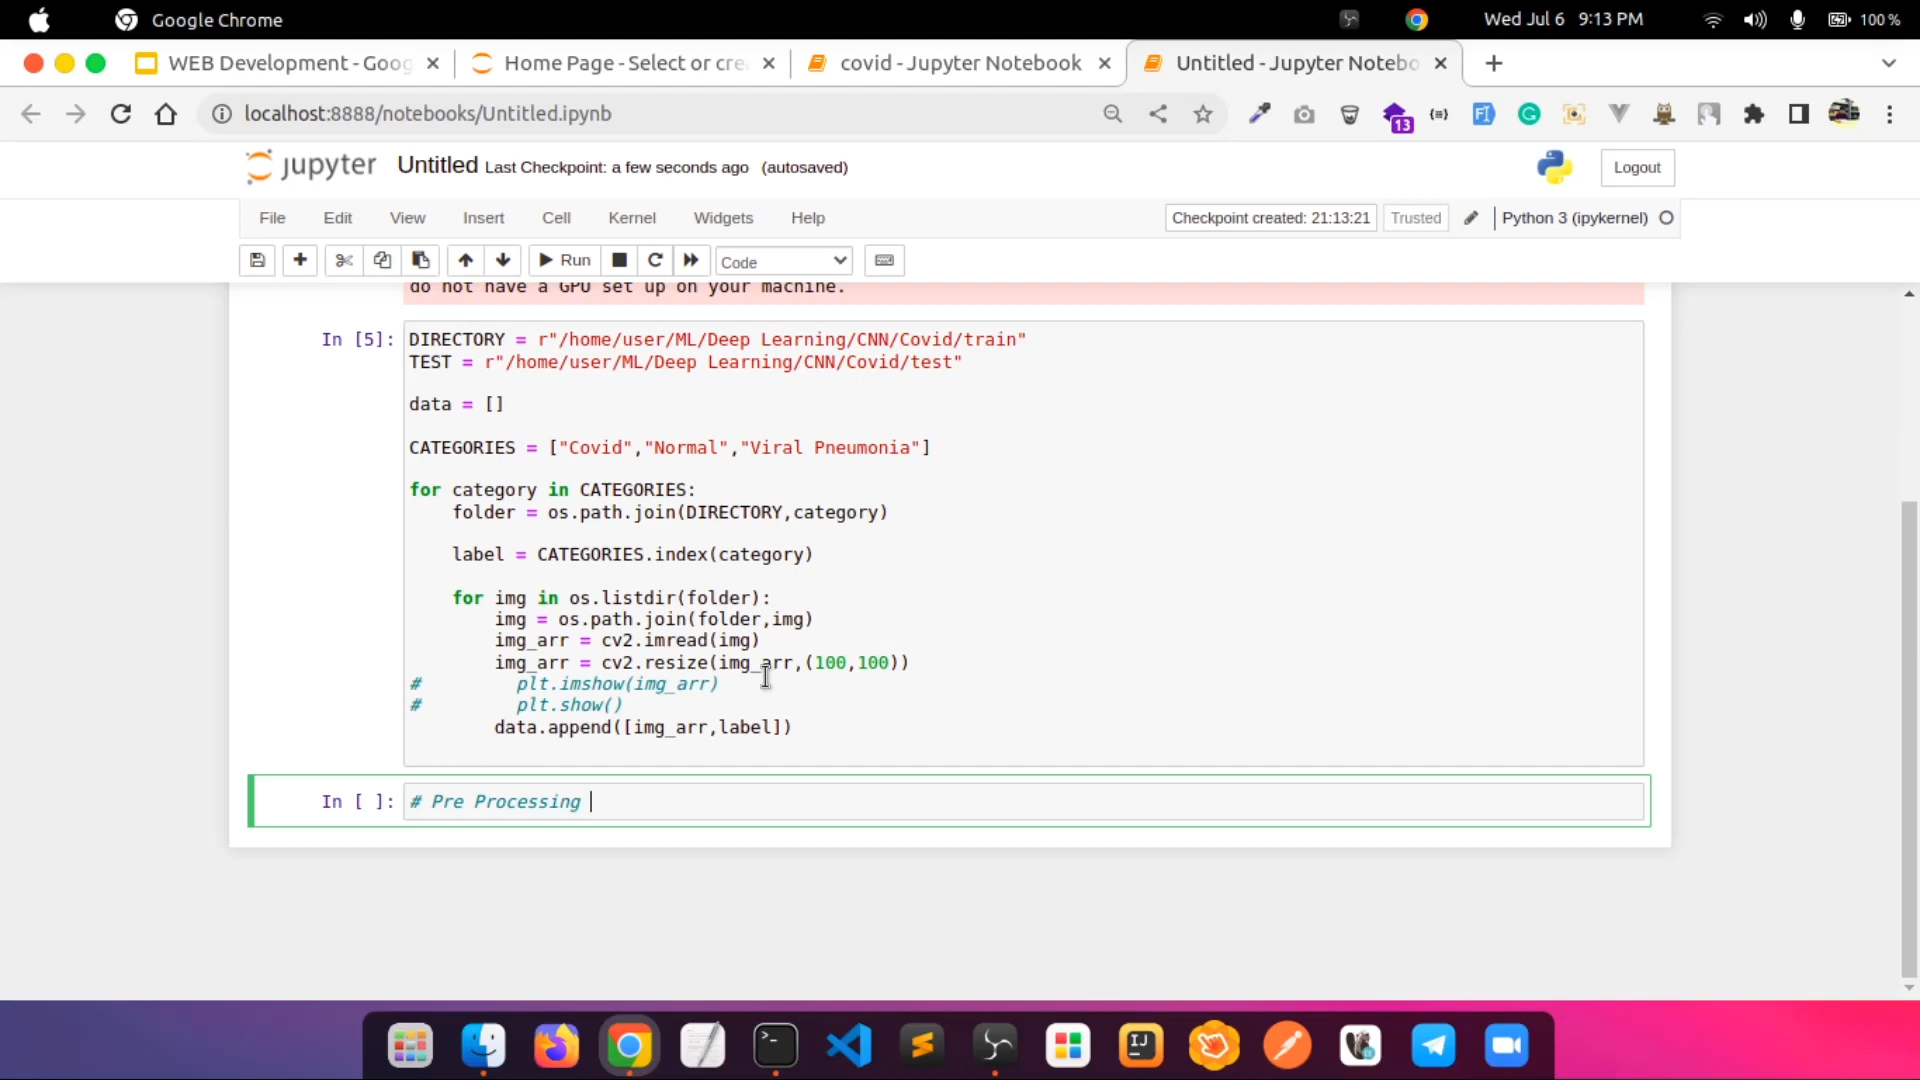 Google Chrome
Wed Jul 6 9:13 PM
100 %
WEB Development - Goog
Home Page - Select or cre
covid - Jupyter Notebook
Untitled - Jupyter Notebo
localhost:8888/notebooks/Untitled.ipynb
13
jupyter
Untitled Last Checkpoint: a few seconds ago (autosaved)
Logout
File Edit View Insert Cell Kernel Widgets Help
Checkpoint created: 21:13:21
Trusted
Python 3 (ipykernel)
Run
Code
do not have a GPU set up on your machine.
In [5]:
DIRECTORY = r"/home/user/ML/Deep Learning/CNN/Covid/train"
TEST = r"/home/user/ML/Deep Learning/CNN/Covid/test"
data = []
CATEGORIES = ["Covid","Normal","Viral Pneumonia"]
for category in CATEGORIES:
    folder = os.path.join(DIRECTORY,category)
    label = CATEGORIES.index(category)
    for img in os.listdir(folder):
        img = os.path.join(folder,img)
        img_arr = cv2.imread(img)
        img_arr = cv2.resize(img_arr,(100,100))
#         plt.imshow(img_arr)
#         plt.show()
        data.append([img_arr,label])
In [ ]:
# Pre Processing